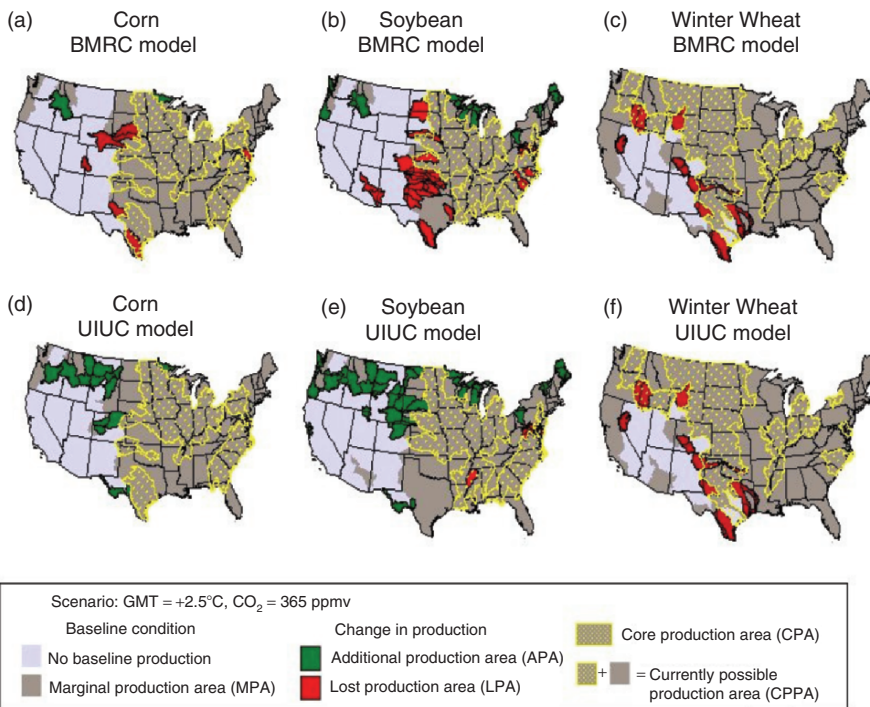 (a)
Corn
BMRC model
(b)
Soybean
BMRC model
(c)
Winter Wheat
BMRC model
(d)
Corn
UIUC model
(e)
Soybean
UIUC model
(f)
Winter Wheat
UIUC model
Scenario: GMT = +2.5°C, CO₂ = 365 ppmv
Baseline condition
No baseline production
Marginal production area (MPA)
Change in production
Additional production area (APA)
Lost production area (LPA)
Core production area (CPA)
+ = Currently possible
production area (CPPA)